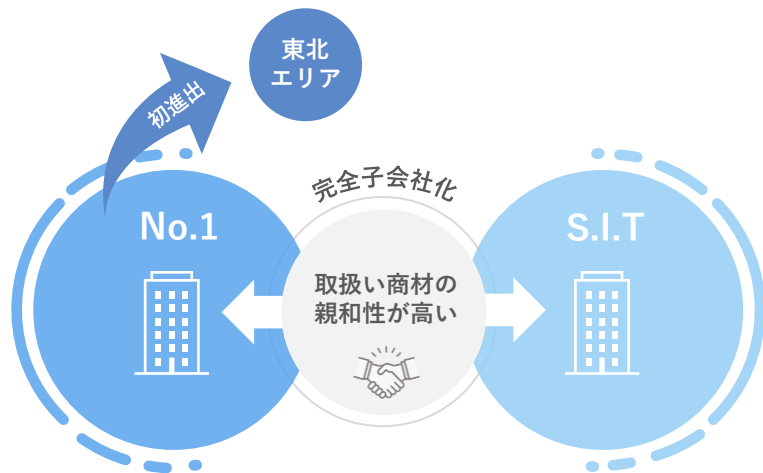 東北
エリア
初進出
完全子会社化
No.1
S.I.T
取扱い商材の
親和性が高い